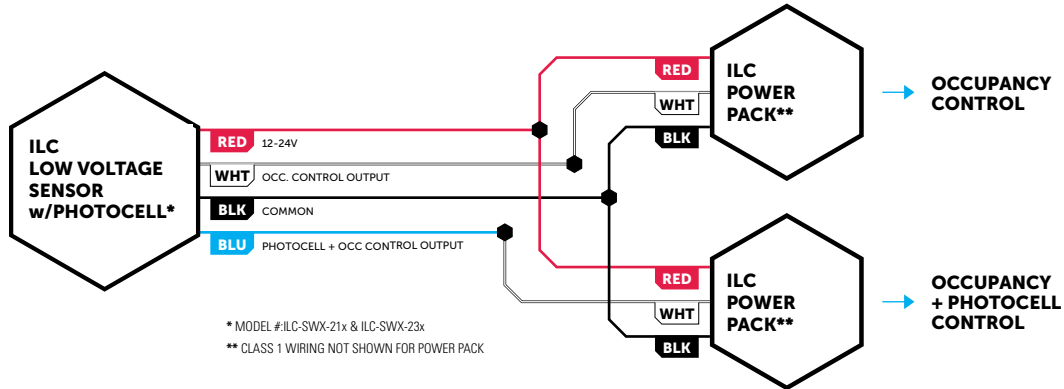 ILC
LOW VOLTAGE
SENSOR
w/PHOTOCELL*
RED 12-24V
WHT OCC. CONTROL OUTPUT
BLK COMMON
BLU PHOTOCELL + OCC CONTROL OUTPUT
RED
WHT
BLK
ILC
POWER
PACK**
OCCUPANCY
CONTROL
RED
WHT
BLK
ILC
POWER
PACK**
OCCUPANCY
+ PHOTOCELL
CONTROL
* MODEL #:ILC-SWX-21x & ILC-SWX-23x
** CLASS 1 WIRING NOT SHOWN FOR POWER PACK